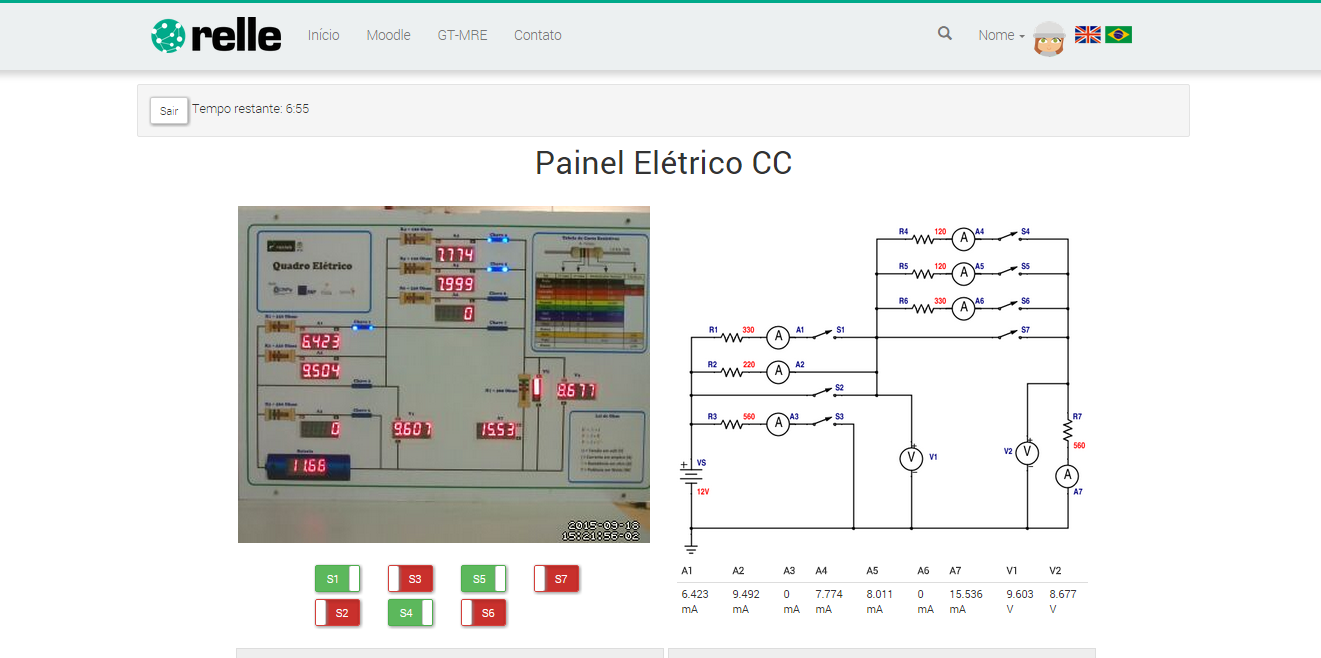 relle Início Moodle GT-MRE Contato Nome
Sair Tempo restante: 6:55
Painel Elétrico CC
Quadro Elétrico
7.774
7.999
0
6.423
9.504
0
9.607
15.53
8.677
11.66
2015-09-18
15:21:56-02
R4 120 A A4 S4
R5 120 A A5 S5
R6 330 A A6 S6
R1 330 A A1 S1 S7
R2 220 A A2
S2
R3 560 A A3 S3
R7
560
V V1
V2 V
+ VS
12V
A
A7
S1 S3 S5 S7
S2 S4 S6
A1 A2 A3 A4 A5 A6 A7 V1 V2
6.423 9.492 0 7.774 8.011 0 15.536 9.603 8.677
mA mA mA mA mA mA mA V V